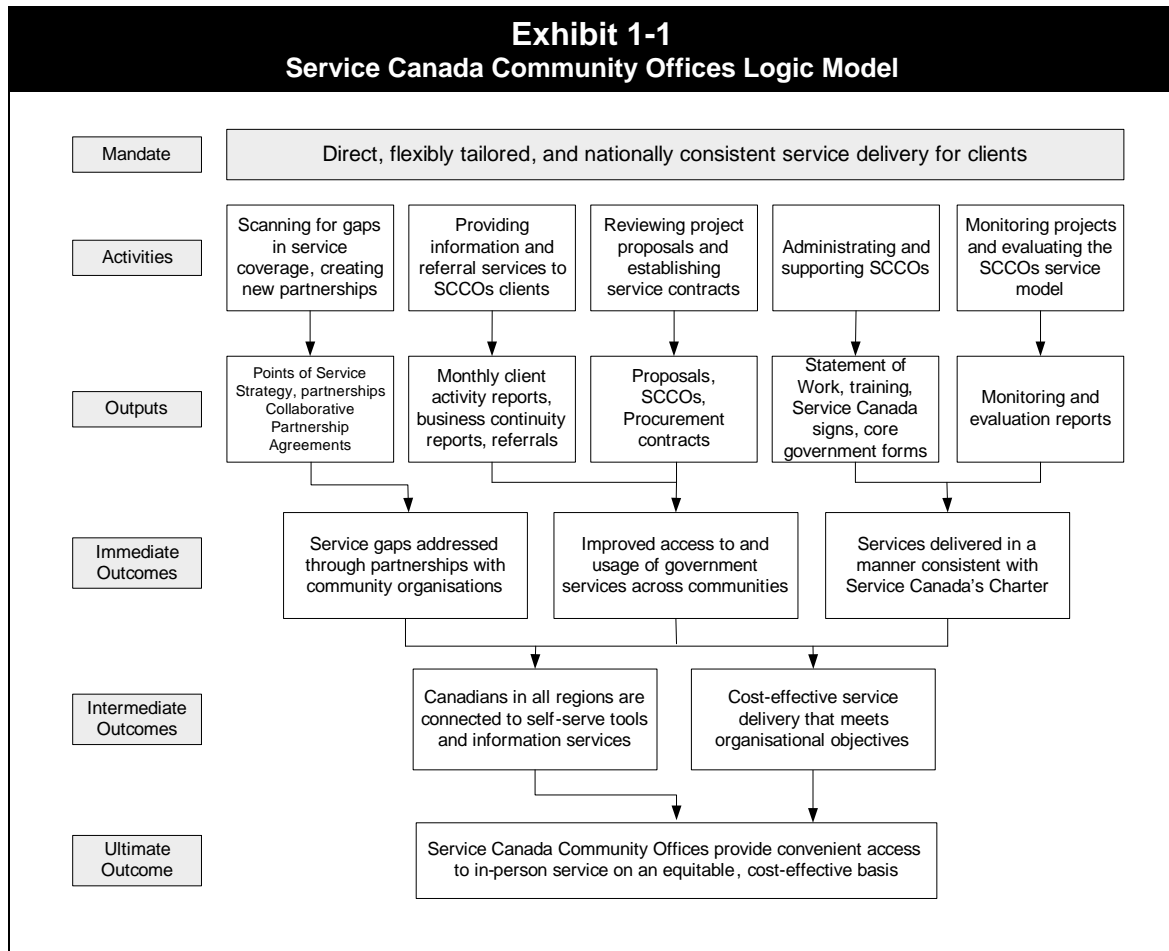 Exhibit 1-1
Service Canada Community Offices Logic Model
Mandate
Direct, flexibly tailored, and nationally consistent service delivery for clients
Activities
Scanning for gaps
in service
coverage, creating
new partnerships
Providing
information and
referral services to
SCCOs clients
Reviewing project
proposals and
establishing
service contracts
Administrating and
supporting SCCOs
Monitoring projects
and evaluating the
SCCOs service
model
Outputs
Points of Service
Strategy, partnerships
Collaborative
Partnership
Agreements
Monthly client
activity reports,
business continuity
reports, referrals
Proposals,
SCCOs,
Procurement
contracts
Statement of
Work, training,
Service Canada
signs, core
government forms
Monitoring and
evaluation reports
Immediate
Outcomes
Service gaps addressed
through partnerships with
community organisations
Improved access to and
usage of government
services across communities
Services delivered in a
manner consistent with
Service Canada's Charter
Intermediate
Outcomes
Canadians in all regions are
connected to self-serve tools
and information services
Cost-effective service
delivery that meets
organisational objectives
Ultimate
Outcome
Service Canada Community Offices provide convenient access
to in-person service on an equitable, cost-effective basis